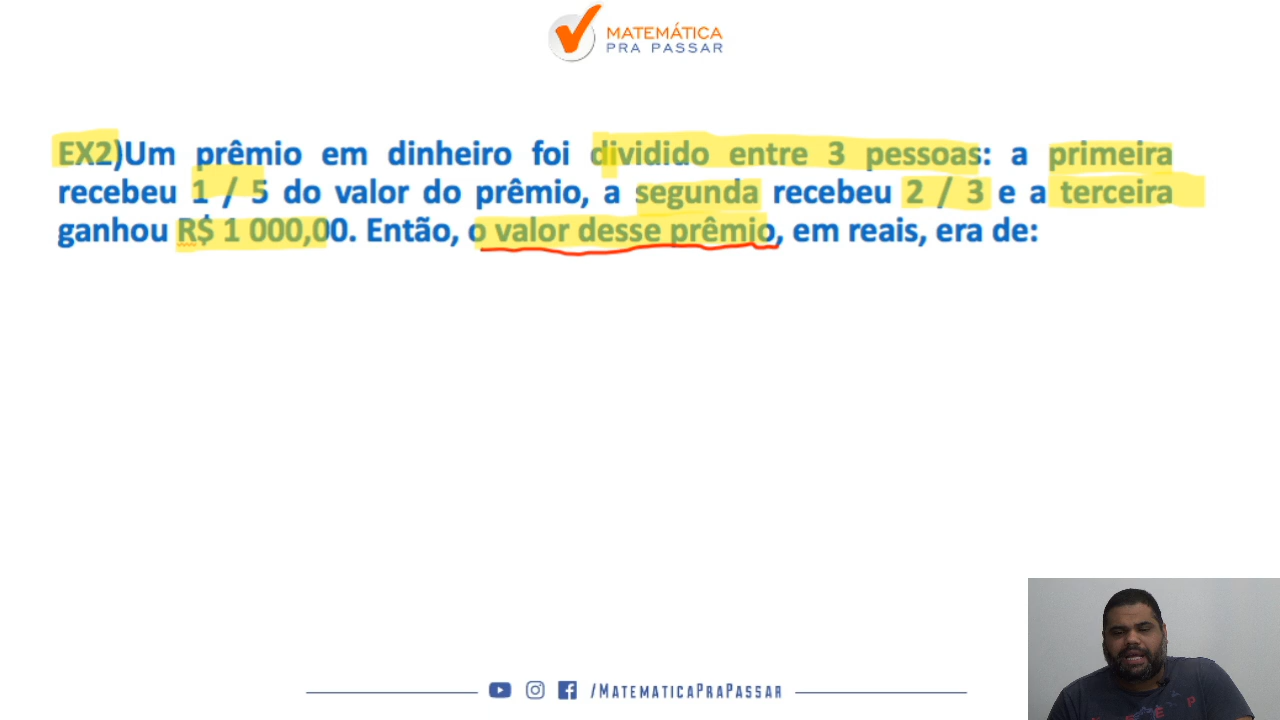 MATEMÁTICA
PRA PASSAR
EX2)Um prêmio em dinheiro foi dividido entre 3 pessoas: a primeira
recebeu 1 / 5 do valor do prêmio, a segunda recebeu 2 / 3 e a terceira
ganhou R$ 1 000,00. Então, o valor desse prêmio, em reais, era de:
/MATEMATICAPRAPASSAR